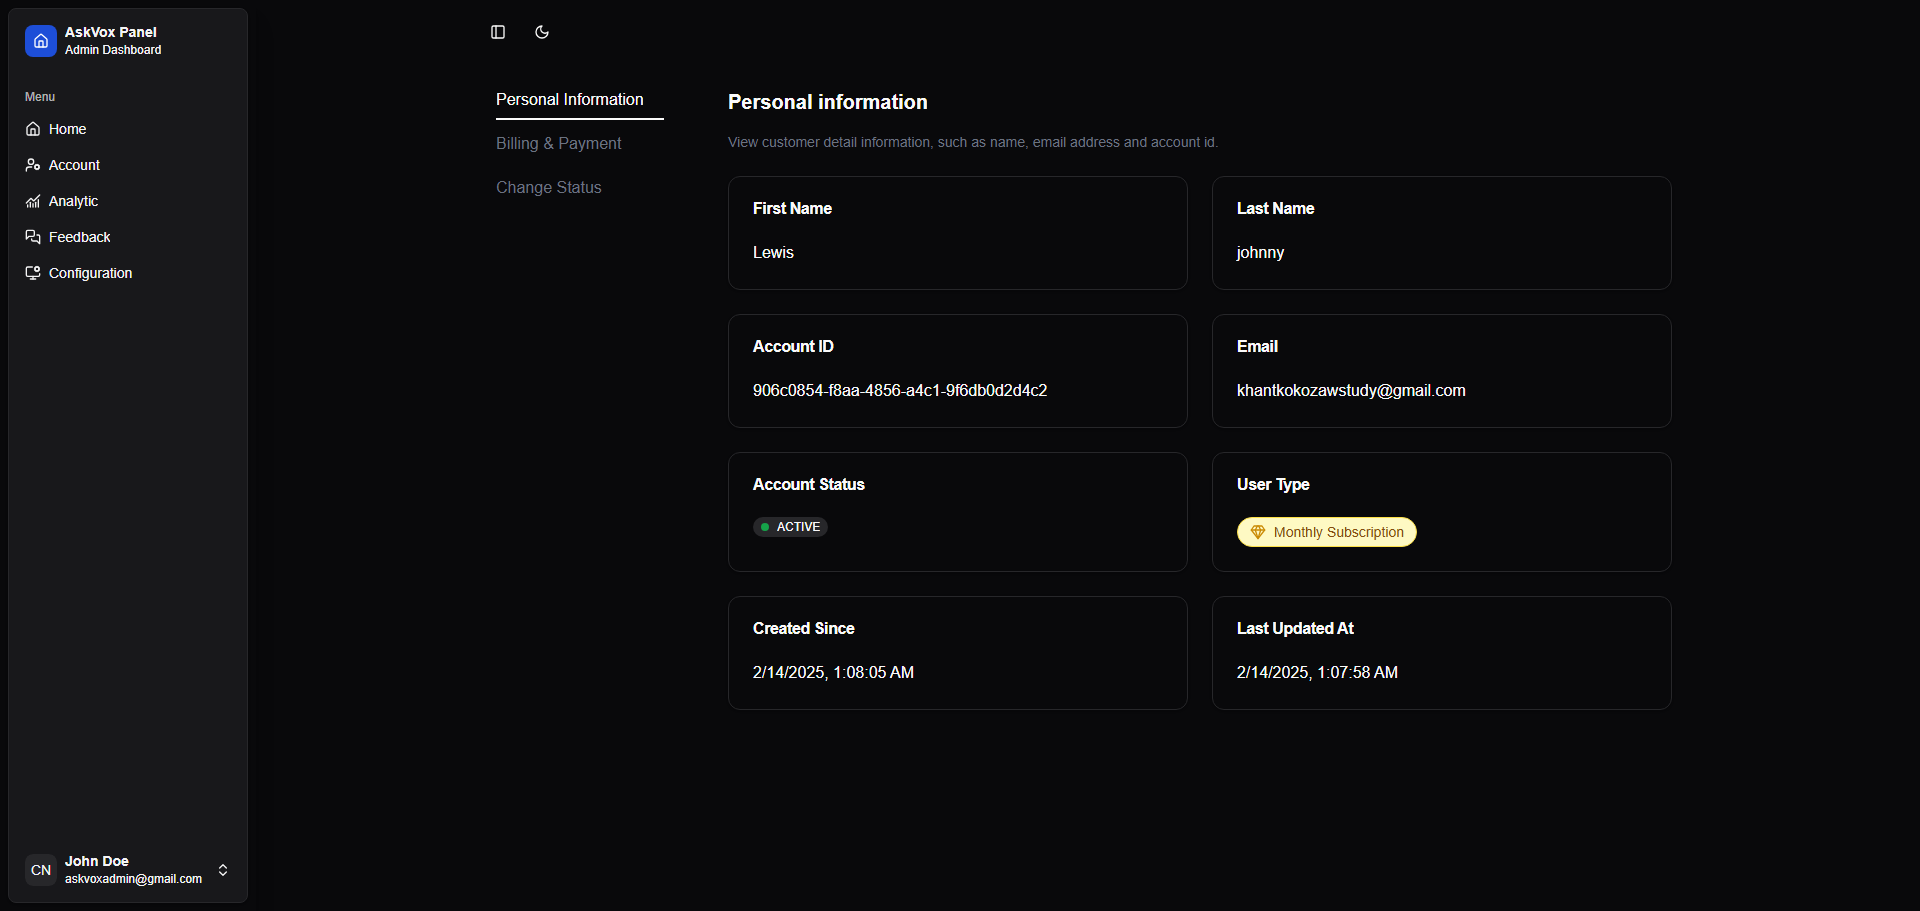 AskVox Panel
Admin Dashboard
Menu
Home
Account
Analytic
Feedback
Configuration
CN
John Doe
askvoxadmin@gmail.com
Personal Information
Billing & Payment
Change Status
Personal information
View customer detail information, such as name, email address and account id.
First Name
Lewis
Last Name
johnny
Account ID
906c0854-f8aa-4856-a4c1-9f6db0d2d4c2
Email
khantkokozawstudy@gmail.com
Account Status
ACTIVE
User Type
Monthly Subscription
Created Since
2/14/2025, 1:08:05 AM
Last Updated At
2/14/2025, 1:07:58 AM